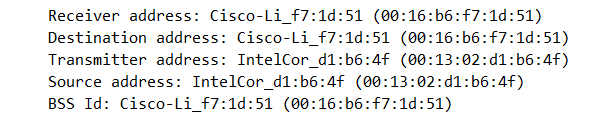 Receiver address: Cisco-Li_f7:1d:51 (00:16:b6:f7:1d:51)
Destination address: Cisco-Li_f7:1d:51 (00:16:b6:f7:1d:51)
Transmitter address: IntelCor_d1:b6:4f (00:13:02:d1:b6:4f)
Source address: IntelCor_d1:b6:4f (00:13:02:d1:b6:4f)
BSS Id: Cisco-Li_f7:1d:51 (00:16:b6:f7:1d:51)